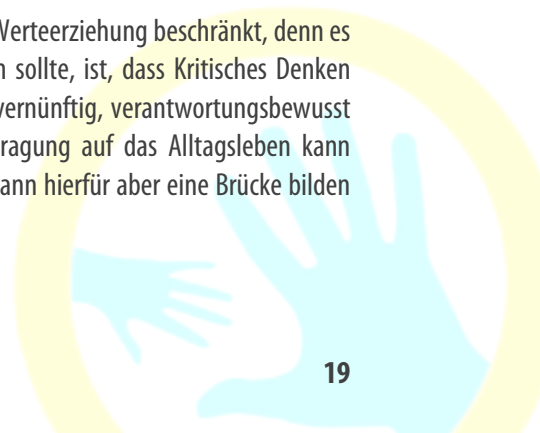 Werteerziehung beschränkt, denn es
sollte, ist, dass Kritisches Denken
vernünftig, verantwortungsbewusst
ragung auf das Alltagsleben kann
ann hierfür aber eine Brücke bilden
19